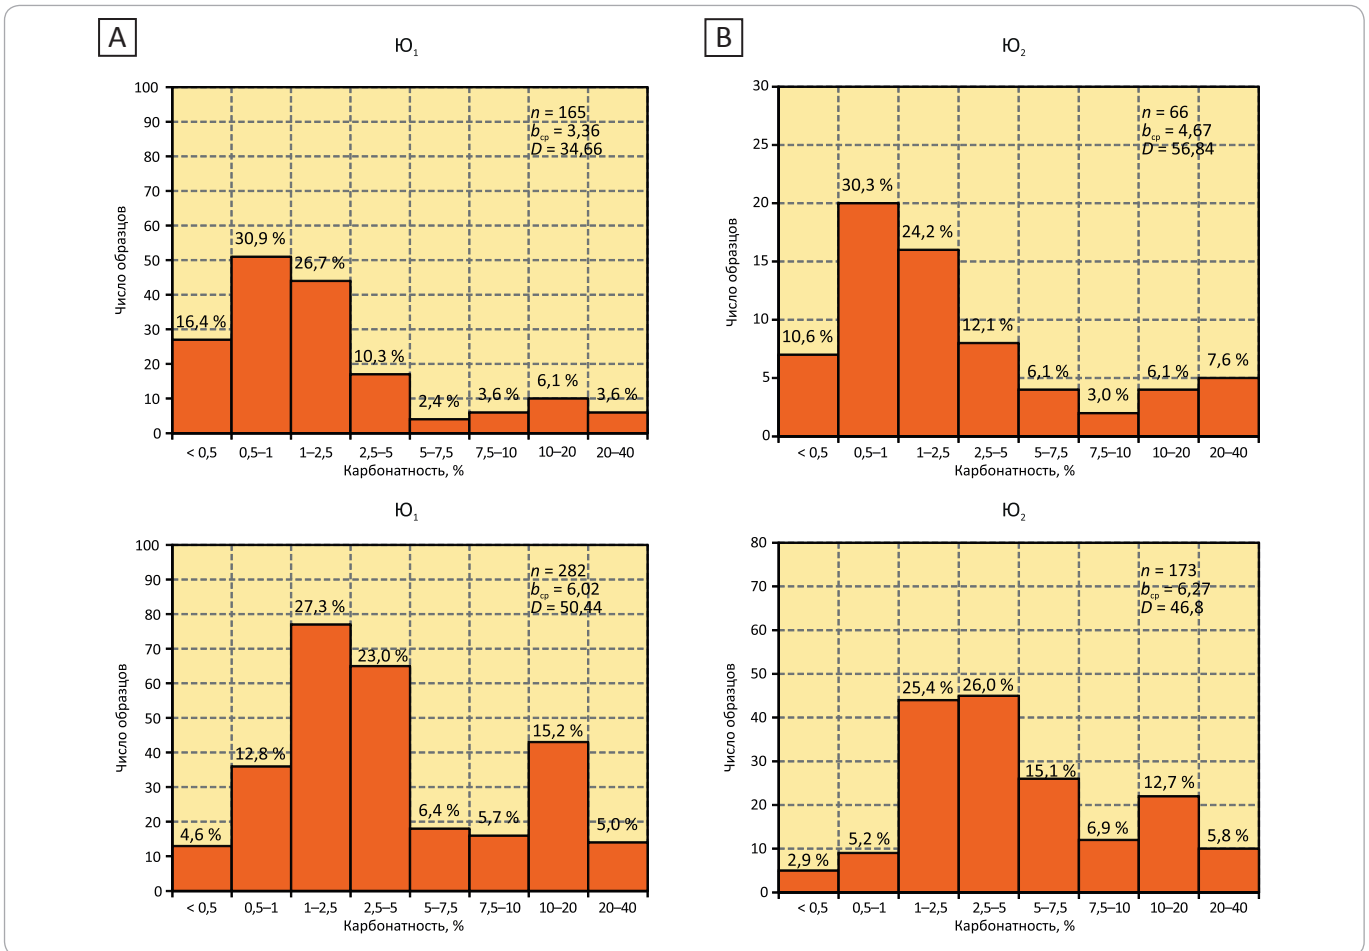 A
Ю₁
100
90
80
70
60
50
40
30
20
10
0
Число образцов
n = 165
bср = 3,36
D = 34,66
16,4 %
30,9 %
26,7 %
10,3 %
2,4 %
3,6 %
6,1 %
3,6 %
< 0,5 0,5–1 1–2,5 2,5–5 5–7,5 7,5–10 10–20 20–40
Карбонатность, %
B
Ю₂
30
25
20
15
10
5
0
Число образцов
n = 66
bср = 4,67
D = 56,84
10,6 %
30,3 %
24,2 %
12,1 %
6,1 %
3,0 %
6,1 %
7,6 %
< 0,5 0,5–1 1–2,5 2,5–5 5–7,5 7,5–10 10–20 20–40
Карбонатность, %
Ю₁
100
90
80
70
60
50
40
30
20
10
0
Число образцов
n = 282
bср = 6,02
D = 50,44
4,6 %
12,8 %
27,3 %
23,0 %
6,4 %
5,7 %
15,2 %
5,0 %
< 0,5 0,5–1 1–2,5 2,5–5 5–7,5 7,5–10 10–20 20–40
Карбонатность, %
Ю₂
80
70
60
50
40
30
20
10
0
Число образцов
n = 173
bср = 6,27
D = 46,8
2,9 %
5,2 %
25,4 %
26,0 %
15,1 %
6,9 %
12,7 %
5,8 %
< 0,5 0,5–1 1–2,5 2,5–5 5–7,5 7,5–10 10–20 20–40
Карбонатность, %